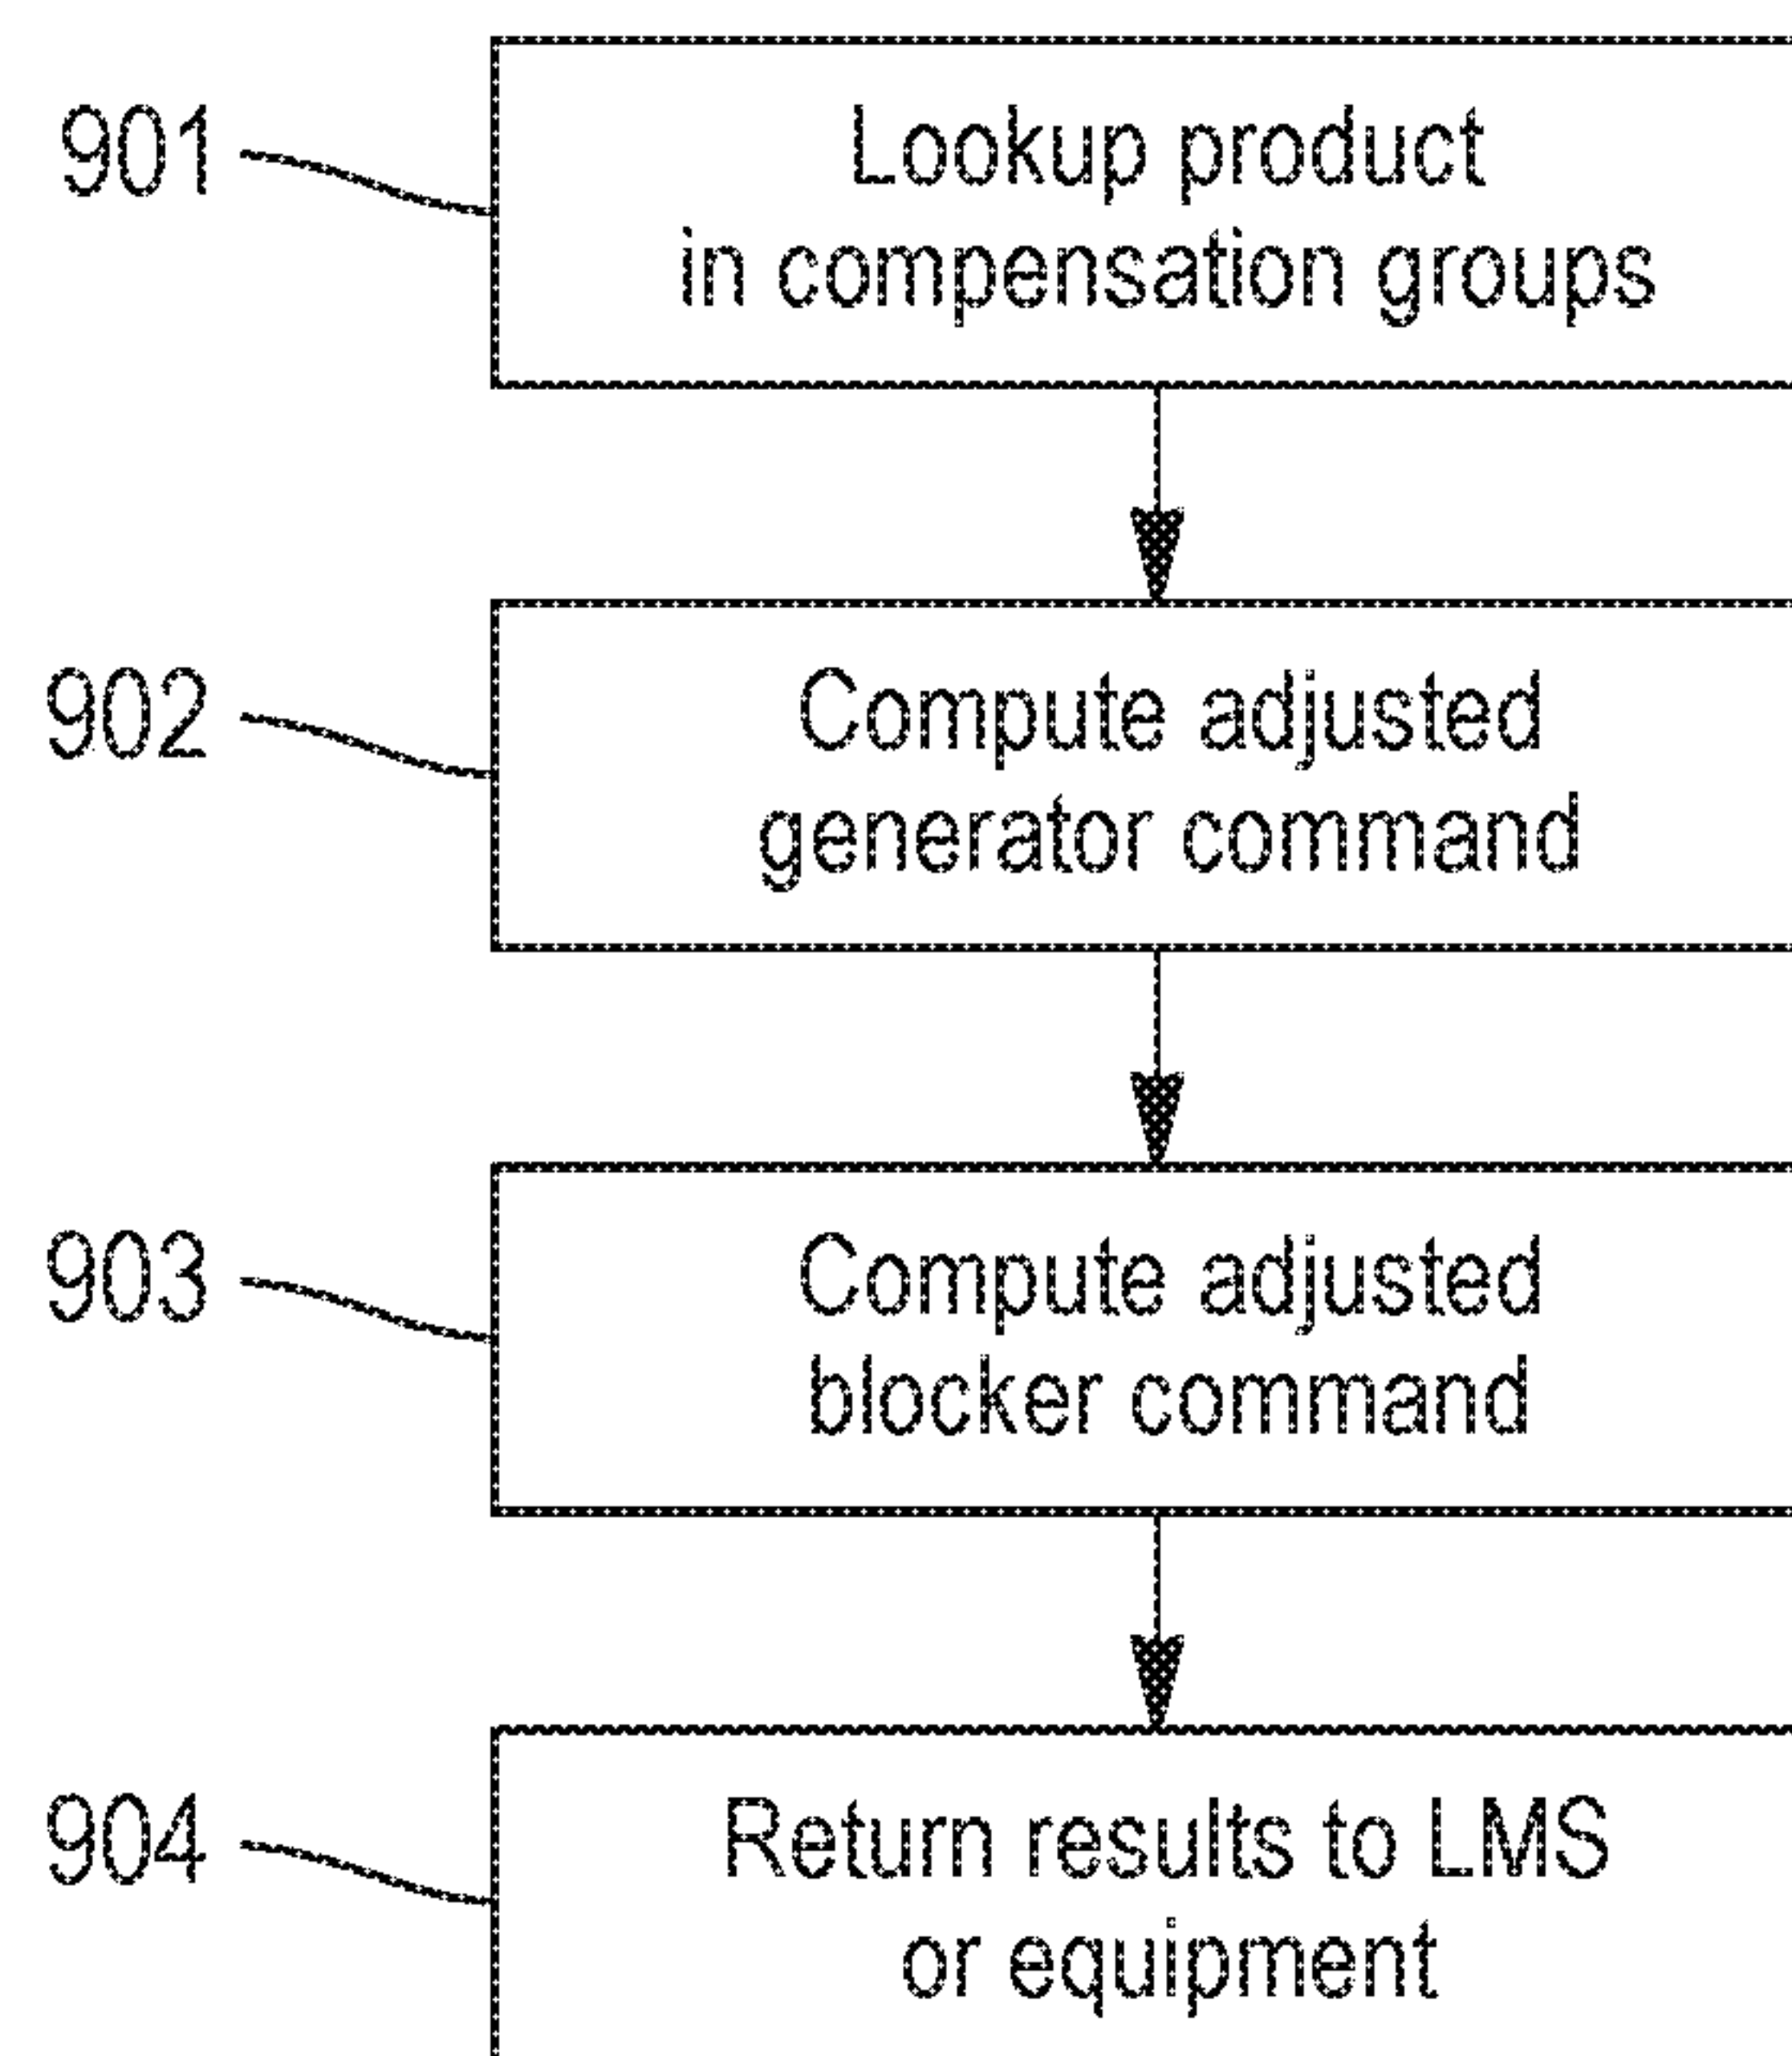 901
Lookup product
in compensation groups
902
Compute adjusted
generator command
903
Compute adjusted
blocker command
904
Return results to LMS
or equipment